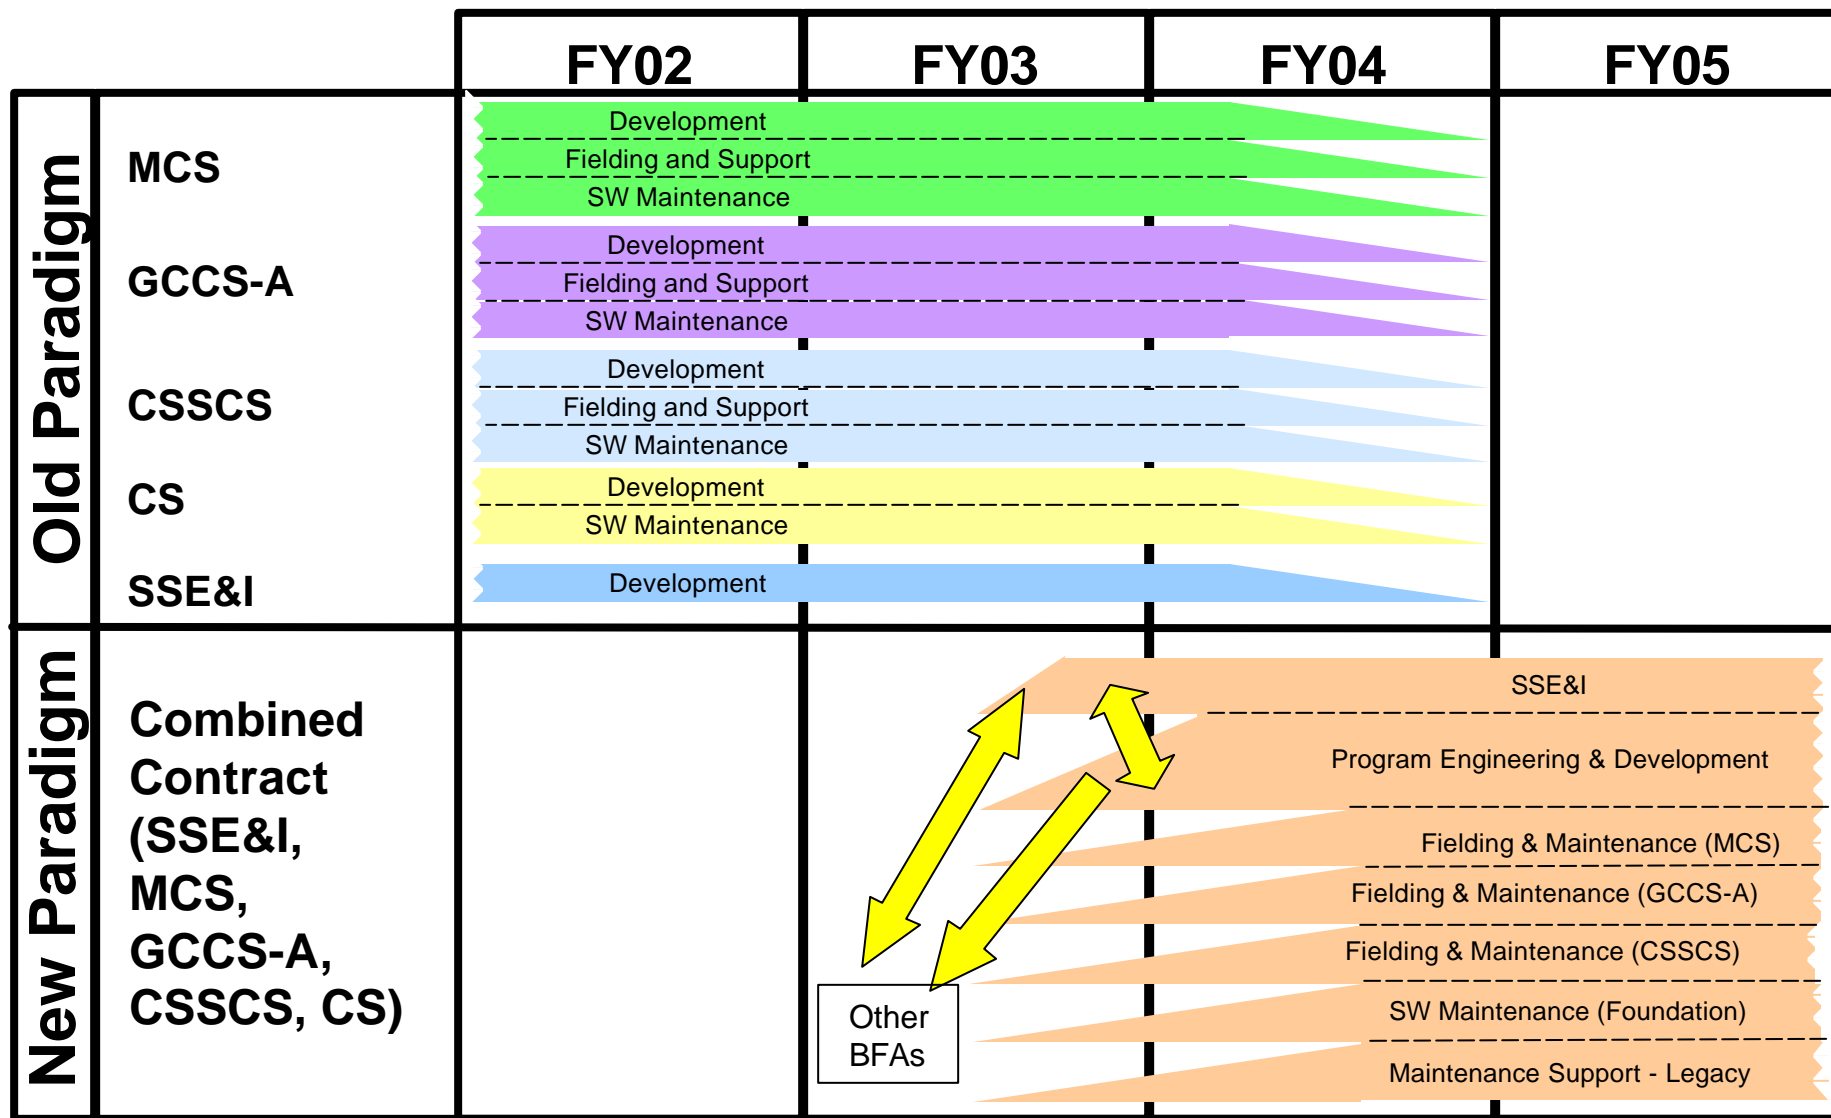 FY02 FY03 FY04 FY05
Old Paradigm
MCS
Development
Fielding and Support
SW Maintenance
GCCS-A
Development
Fielding and Support
SW Maintenance
CSSCS
Development
Fielding and Support
SW Maintenance
CS
Development
SW Maintenance
SSE&I
Development
New Paradigm
Combined
Contract
(SSE&I,
MCS,
GCCS-A,
CSSCS, CS)
SSE&I
Program Engineering & Development
Fielding & Maintenance (MCS)
Fielding & Maintenance (GCCS-A)
Fielding & Maintenance (CSSCS)
SW Maintenance (Foundation)
Maintenance Support - Legacy
Other
BFAs